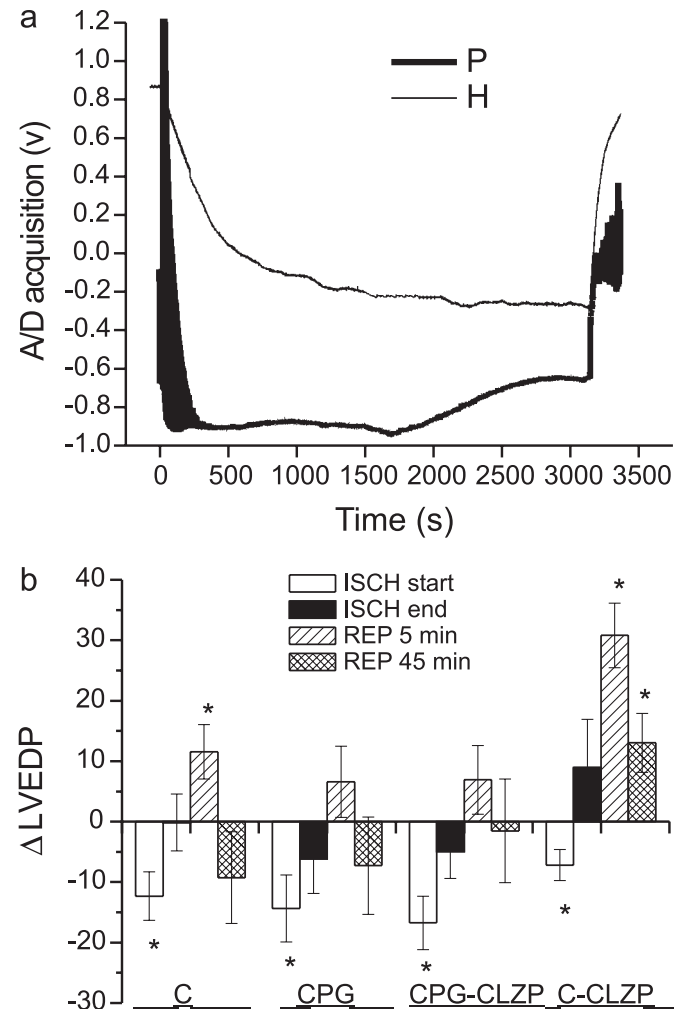 a
1.2
1.0
0.8
0.6
0.4
0.2
0.0
-0.2
-0.4
-0.6
-0.8
-1.0
A/D acquisition (v)
P
H
0 500 1000 1500 2000 2500 3000 3500
Time (s)
b
40
30
20
10
0
-10
-20
-30
Δ LVEDP
ISCH start
ISCH end
REP 5 min
REP 45 min
* * * * * * *
C CPG CPG-CLZP C-CLZP